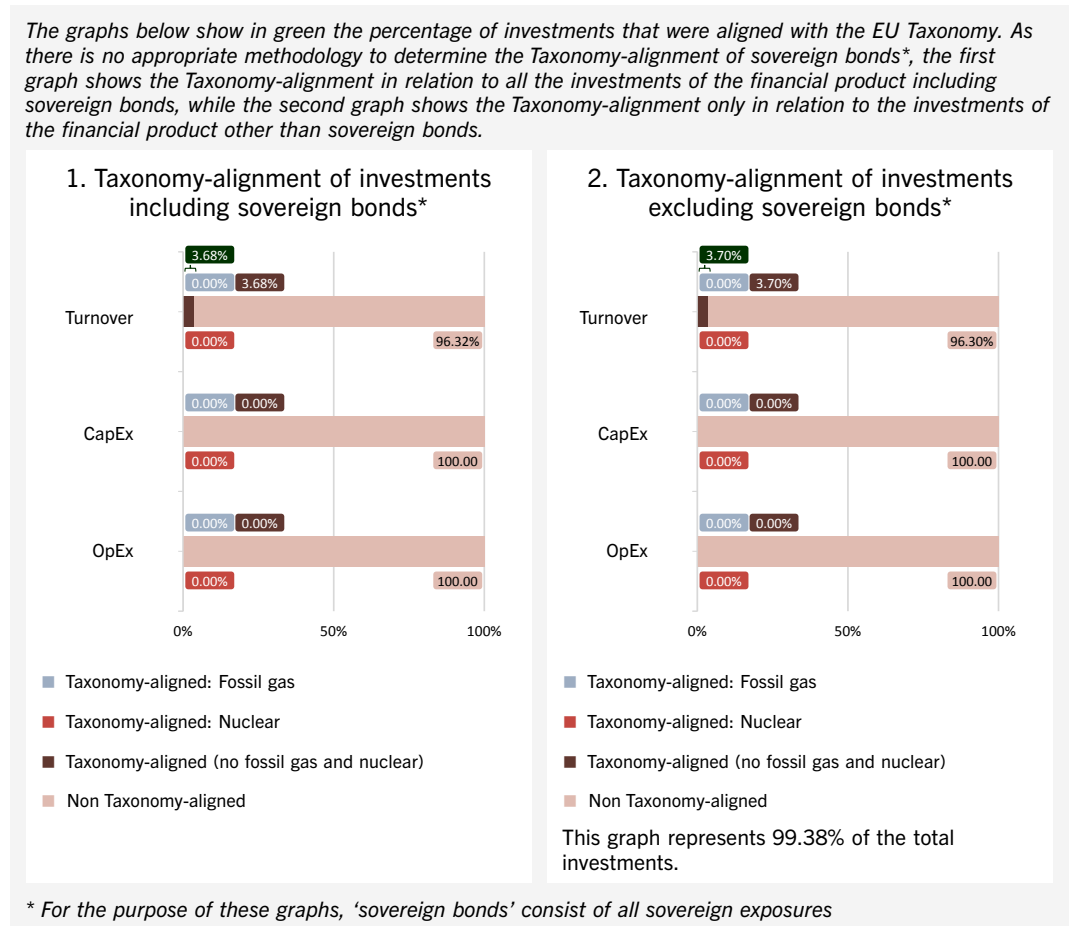 The graphs below show in green the percentage of investments that were aligned with the EU Taxonomy. As
there is no appropriate methodology to determine the Taxonomy-alignment of sovereign bonds*, the first
graph shows the Taxonomy-alignment in relation to all the investments of the financial product including
sovereign bonds, while the second graph shows the Taxonomy-alignment only in relation to the investments of
the financial product other than sovereign bonds.
1. Taxonomy-alignment of investments
including sovereign bonds*
3.68%
0.00% 3.68%
Turnover
0.00% 96.32%
0.00% 0.00%
CapEx
0.00% 100.00
0.00% 0.00%
OpEx
0.00% 100.00
0% 50% 100%
Taxonomy-aligned: Fossil gas
Taxonomy-aligned: Nuclear
Taxonomy-aligned (no fossil gas and nuclear)
Non Taxonomy-aligned
2. Taxonomy-alignment of investments
excluding sovereign bonds*
3.70%
0.00% 3.70%
Turnover
0.00% 96.30%
0.00% 0.00%
CapEx
0.00% 100.00
0.00% 0.00%
OpEx
0.00% 100.00
0% 50% 100%
Taxonomy-aligned: Fossil gas
Taxonomy-aligned: Nuclear
Taxonomy-aligned (no fossil gas and nuclear)
Non Taxonomy-aligned
This graph represents 99.38% of the total
investments.
* For the purpose of these graphs, ‘sovereign bonds’ consist of all sovereign exposures